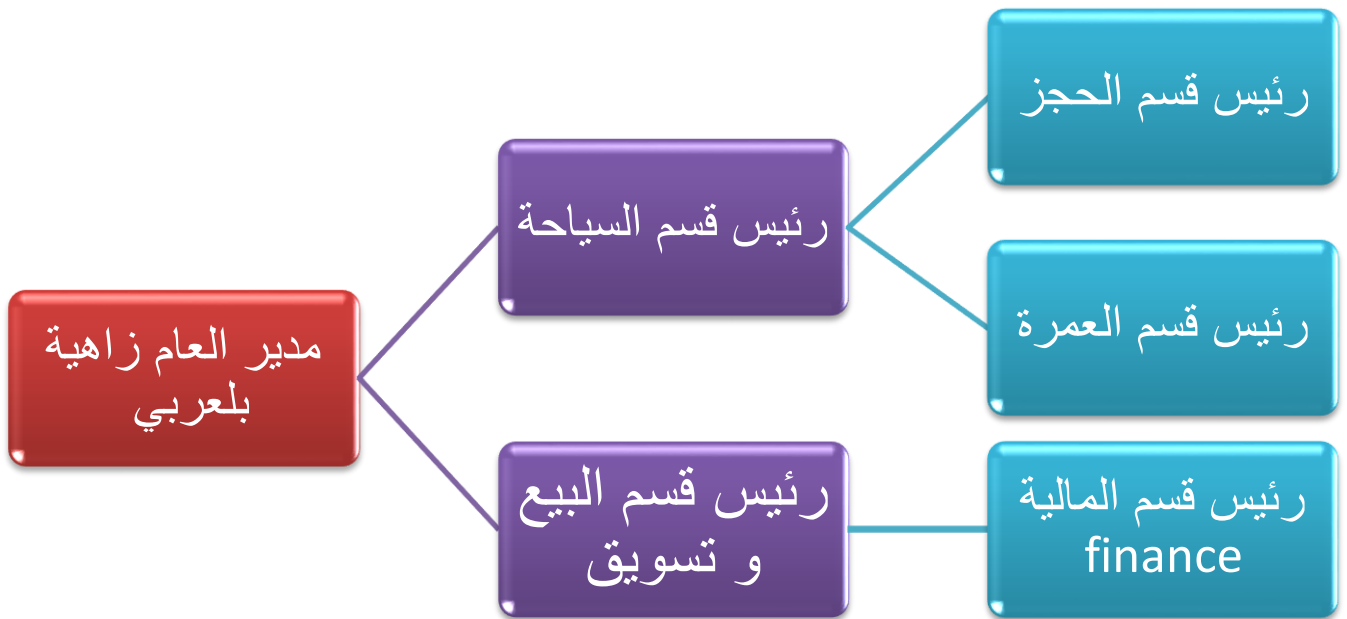 مدير العام زاهية
بلعربي
رئيس قسم السياحة
رئيس قسم الحجز
رئيس قسم العمرة
رئيس قسم البيع
و تسويق
رئيس قسم المالية
finance